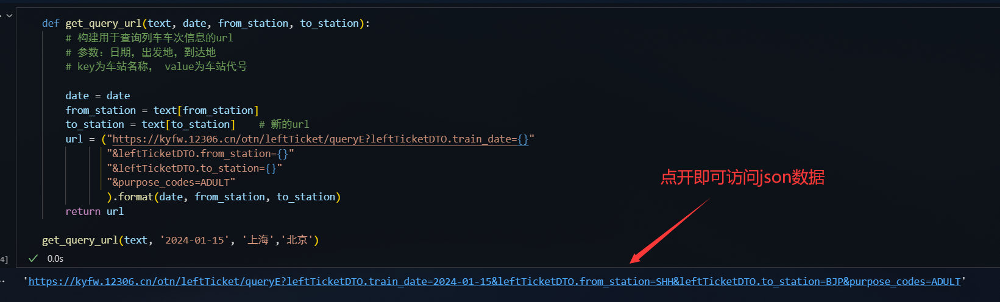 def get_query_url(text, date, from_station, to_station):
# 构建用于查询列车车次信息的url
# 参数：日期，出发地，到达地
# key为车站名称， value为车站代号
date = date
from_station = text[from_station]
to_station = text[to_station]    # 新的url
url = ("https://kyfw.12306.cn/otn/leftTicket/queryE?leftTicketDTO.train_date={}"
"&leftTicketDTO.from_station={}"
"&leftTicketDTO.to_station={}"
"&purpose_codes=ADULT"
).format(date, from_station, to_station)
return url
点开即可访问json数据
get_query_url(text, '2024-01-15', '上海','北京')
4]
0.0s
'https://kyfw.12306.cn/otn/leftTicket/queryE?leftTicketDTO.train_date=2024-01-15&leftTicketDTO.from_station=SHH&leftTicketDTO.to_station=BJP&purpose_codes=ADULT'